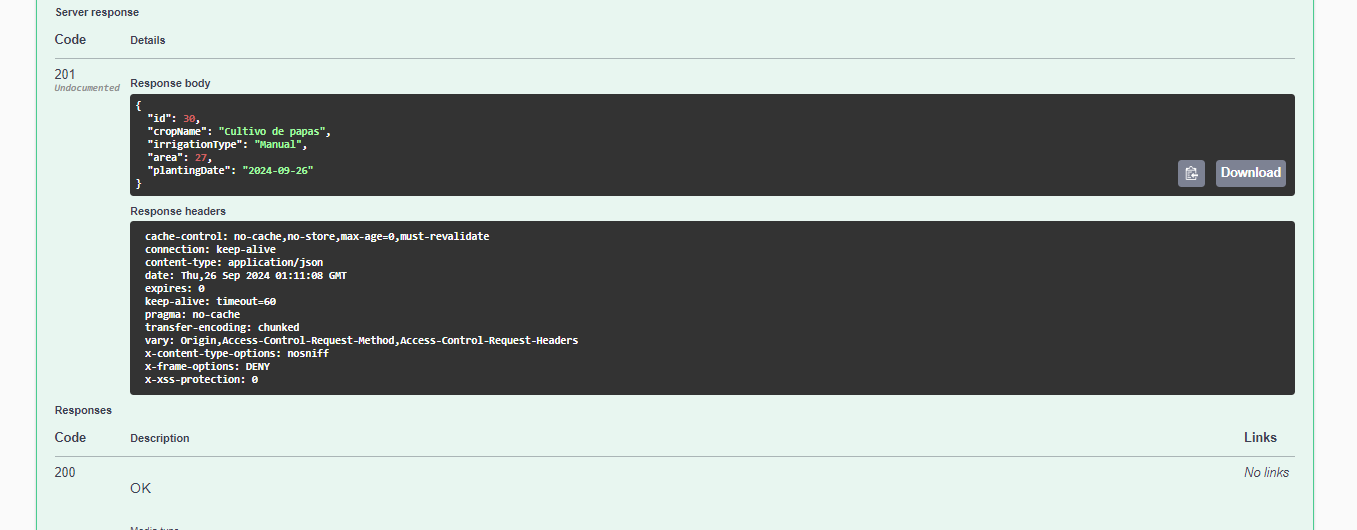 Server response
Code Details
201
Undocumented
Response body
{
"id": 30,
"cropName": "Cultivo de papas",
"irrigationType": "Manual",
"area": 27,
"plantingDate": "2024-09-26"
}
Download
Response headers
cache-control: no-cache,no-store,max-age=0,must-revalidate
connection: keep-alive
content-type: application/json
date: Thu,26 Sep 2024 01:11:08 GMT
expires: 0
keep-alive: timeout=60
pragma: no-cache
transfer-encoding: chunked
vary: Origin,Access-Control-Request-Method,Access-Control-Request-Headers
x-content-type-options: nosniff
x-frame-options: DENY
x-xss-protection: 0
Responses
Code Description Links
200 No links
OK